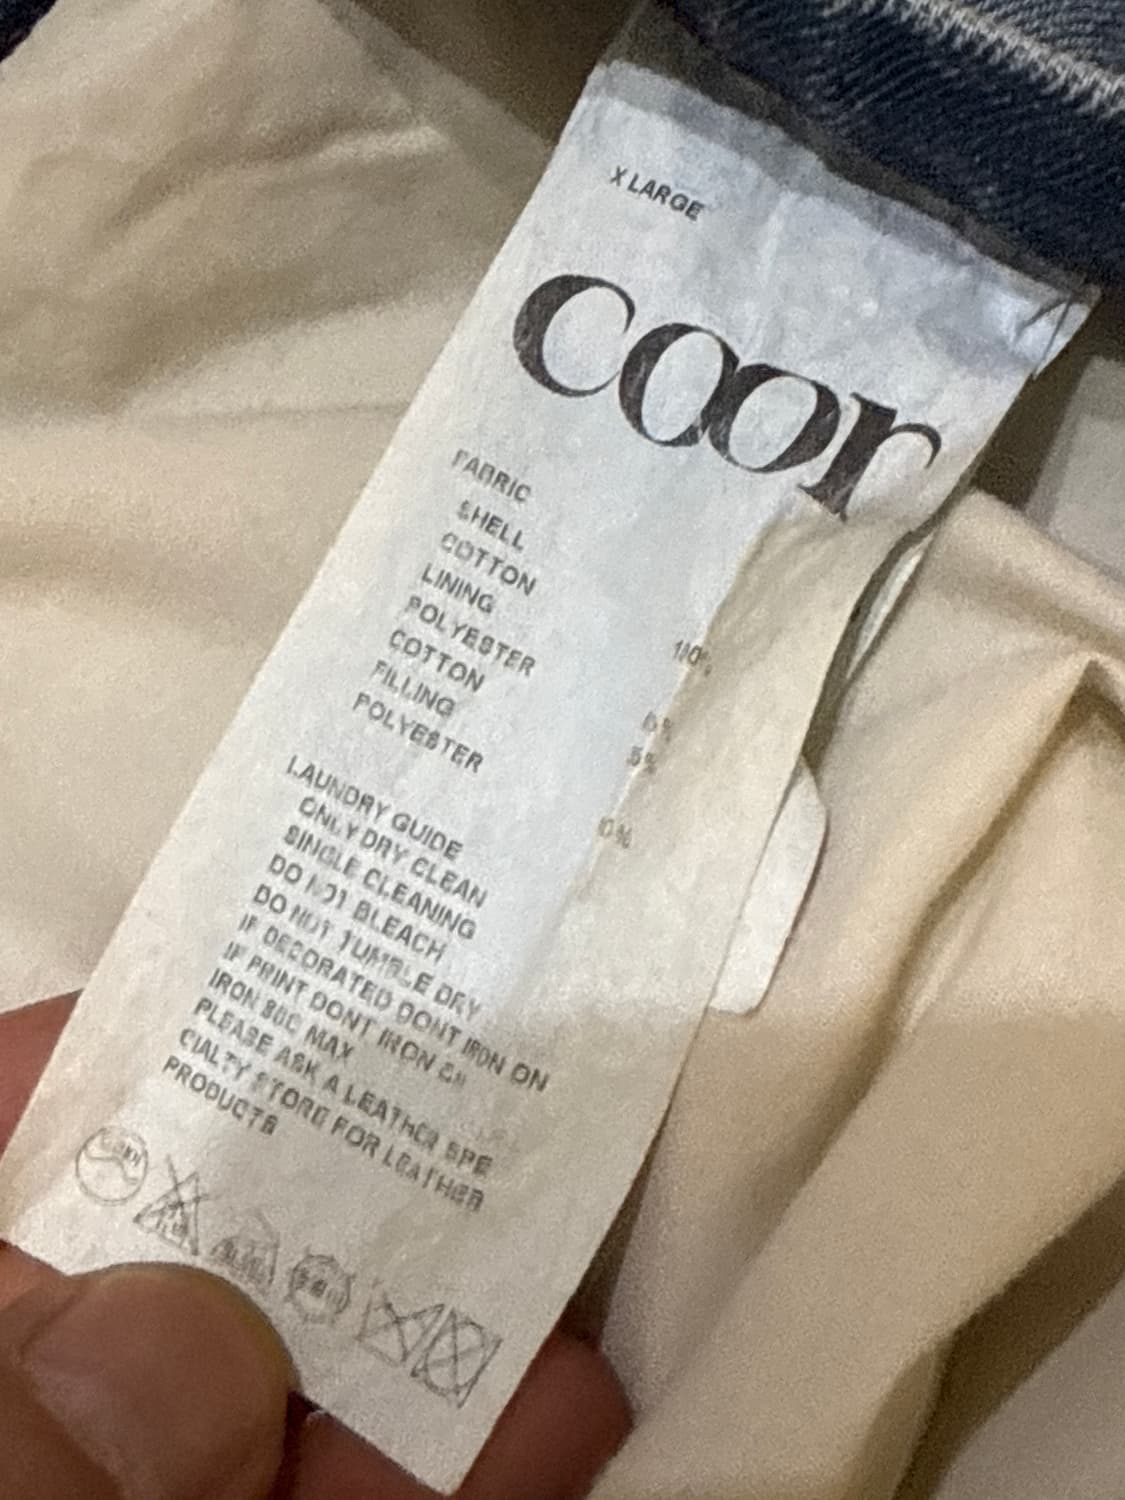 X LARGE
coor
FABRIC
SHELL
COTTON 100%
LINING
POLYESTER
COTTON 5%
FILLING
POLYESTER
LAUNDRY GUIDE
ONLY DRY CLEAN
SINGLE CLEANING
DO NOT BLEACH
DO NOT TUMBLE DRY
IF DECORATED DONT IRON ON
IF PRINT DONT IRON ON
IRON 80C MAX
PLEASE ASK A LEATHER SPE
CIALTY STORE FOR LEATHER
PRODUCTS